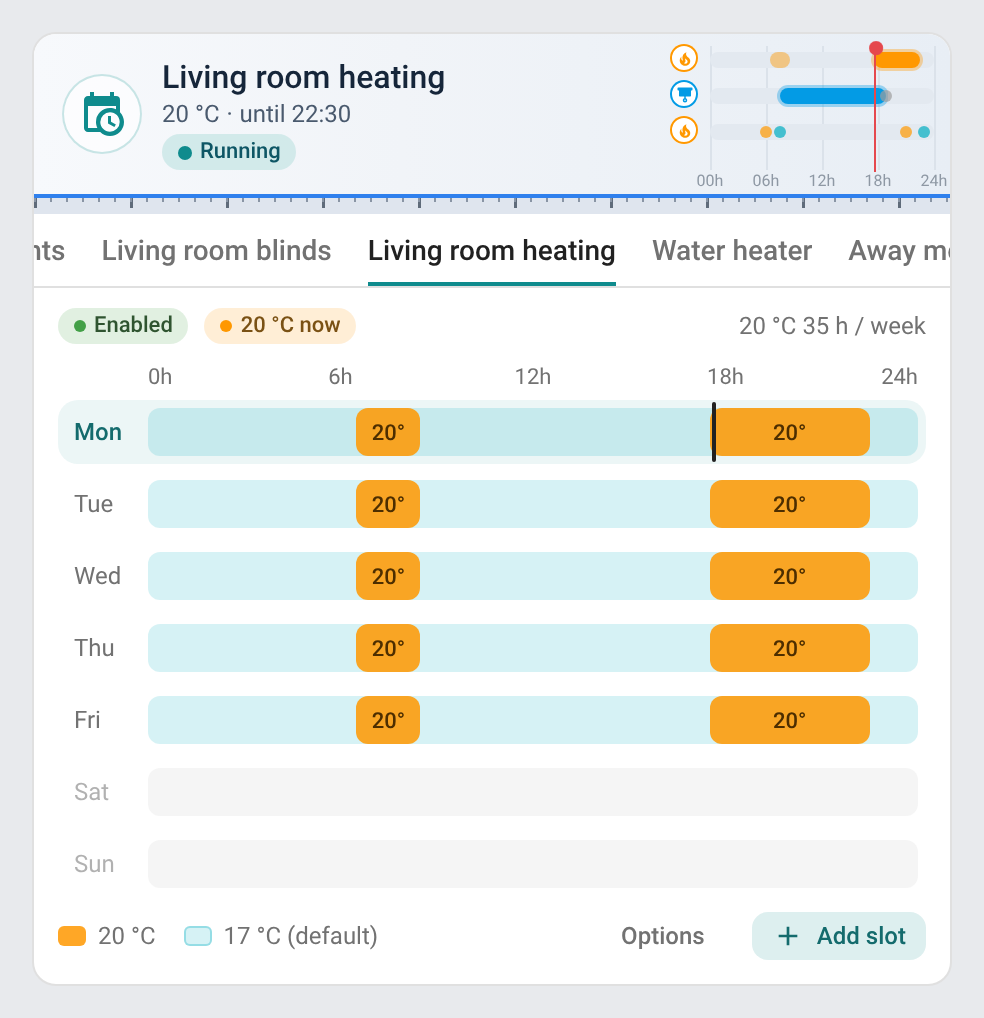 Living room heating
20 °C · until 22:30
Running
00h 06h 12h 18h 24h
nts Living room blinds Living room heating Water heater Away m
Enabled 20 °C now 20 °C 35 h / week
0h 6h 12h 18h 24h
Mon 20° 20°
Tue 20° 20°
Wed 20° 20°
Thu 20° 20°
Fri 20° 20°
Sat
Sun
20 °C 17 °C (default) Options + Add slot